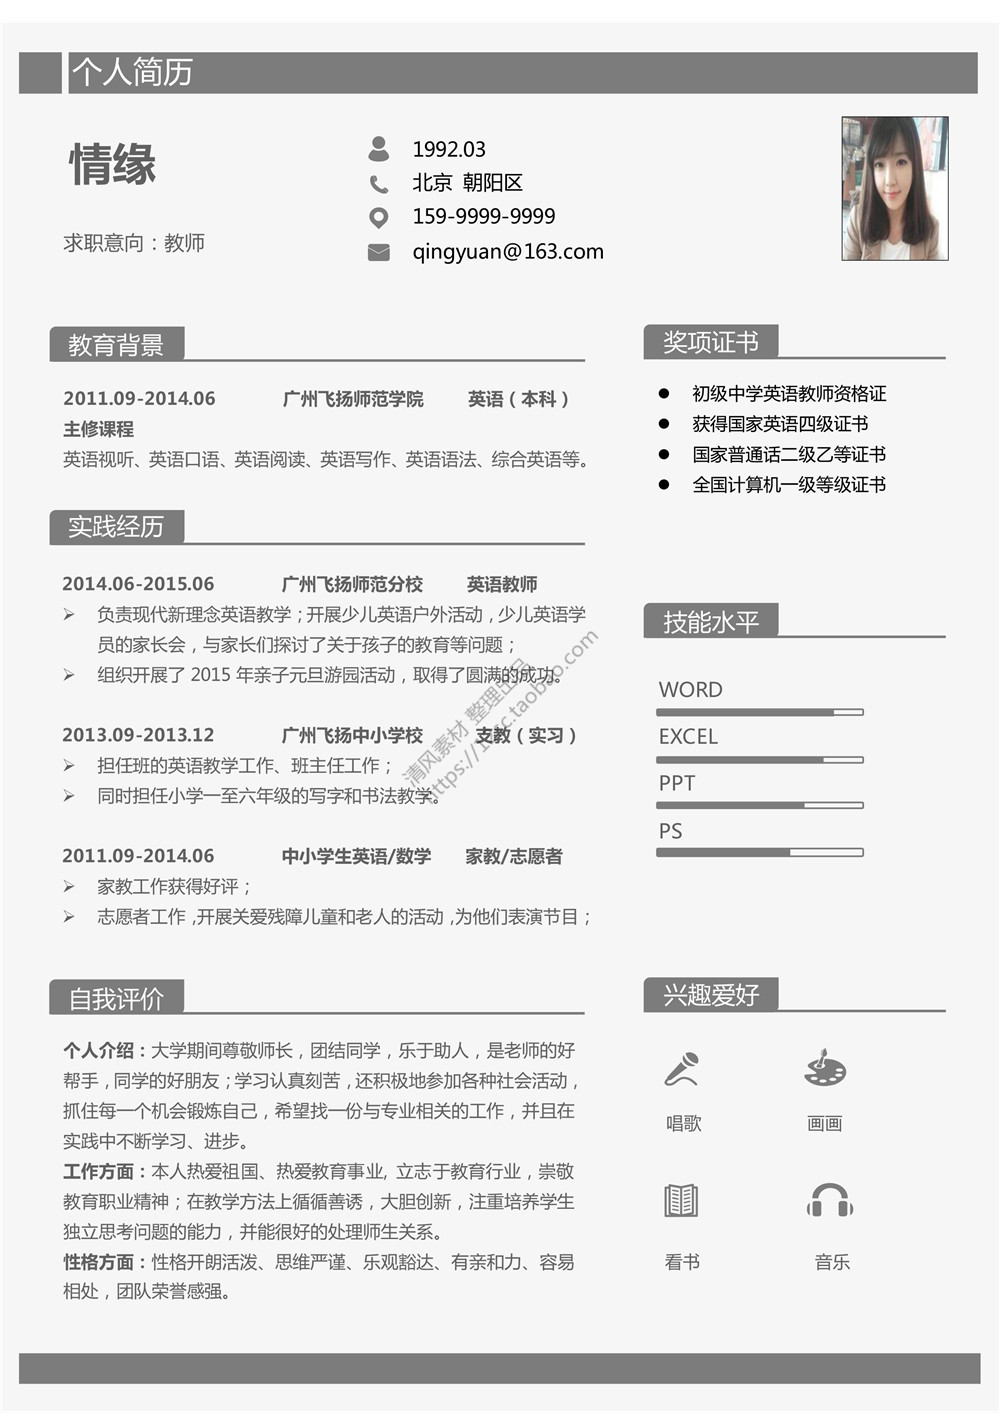 个人简历
情缘
求职意向：教师
1992.03
北京 朝阳区
159-9999-9999
qingyuan@163.com
教育背景
2011.09-2014.06 广州飞扬师范学院 英语（本科）
主修课程
英语视听、英语口语、英语阅读、英语写作、英语语法、综合英语等。
实践经历
2014.06-2015.06 广州飞扬师范分校 英语教师
负责现代新理念英语教学；开展少儿英语户外活动，少儿英语学
员的家长会，与家长们探讨了关于孩子的教育等问题；
组织开展了 2015 年亲子元旦游园活动，取得了圆满的成功。
2013.09-2013.12 广州飞扬中小学校 支教（实习）
担任班的英语教学工作、班主任工作；
同时担任小学一至六年级的写字和书法教学。
2011.09-2014.06 中小学生英语/数学 家教/志愿者
家教工作获得好评；
志愿者工作，开展关爱残障儿童和老人的活动，为他们表演节目；
自我评价
个人介绍：大学期间尊敬师长，团结同学，乐于助人，是老师的好
帮手，同学的好朋友；学习认真刻苦，还积极地参加各种社会活动，
抓住每一个机会锻炼自己，希望找一份与专业相关的工作，并且在
实践中不断学习、进步。
工作方面：本人热爱祖国、热爱教育事业, 立志于教育行业，崇敬
教育职业精神；在教学方法上循循善诱，大胆创新，注重培养学生
独立思考问题的能力，并能很好的处理师生关系。
性格方面：性格开朗活泼、思维严谨、乐观豁达、有亲和力、容易
相处，团队荣誉感强。
奖项证书
初级中学英语教师资格证
获得国家英语四级证书
国家普通话二级乙等证书
全国计算机一级等级证书
技能水平
WORD
EXCEL
PPT
PS
兴趣爱好
唱歌 画画
看书 音乐
清风素材 整理出品